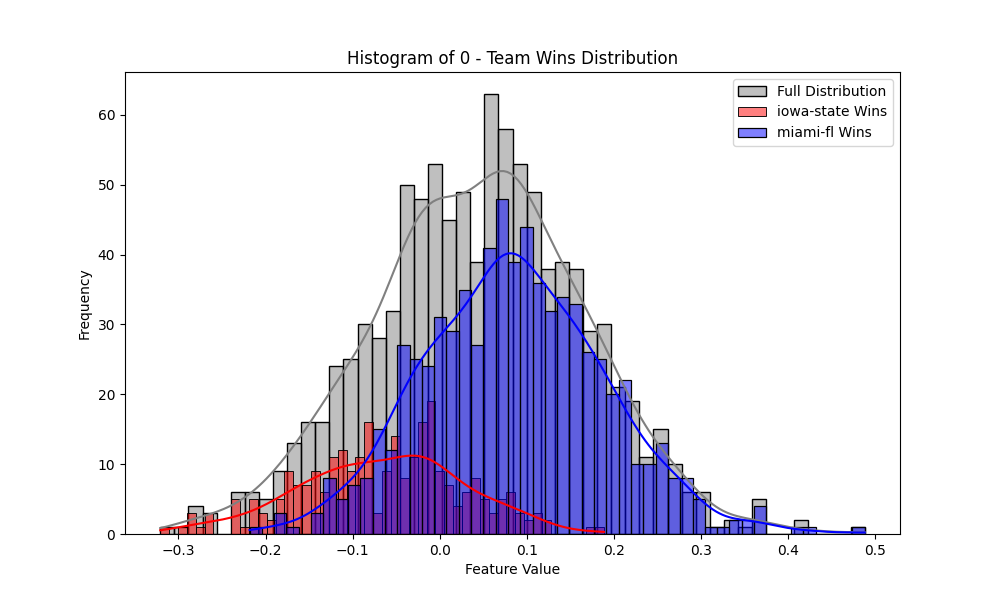 Histogram of 0 - Team Wins Distribution
Full Distribution
iowa-state Wins
miami-fl Wins
Frequency
60
50
40
30
20
10
0
−0.3 −0.2 −0.1 0.0 0.1 0.2 0.3 0.4 0.5
Feature Value